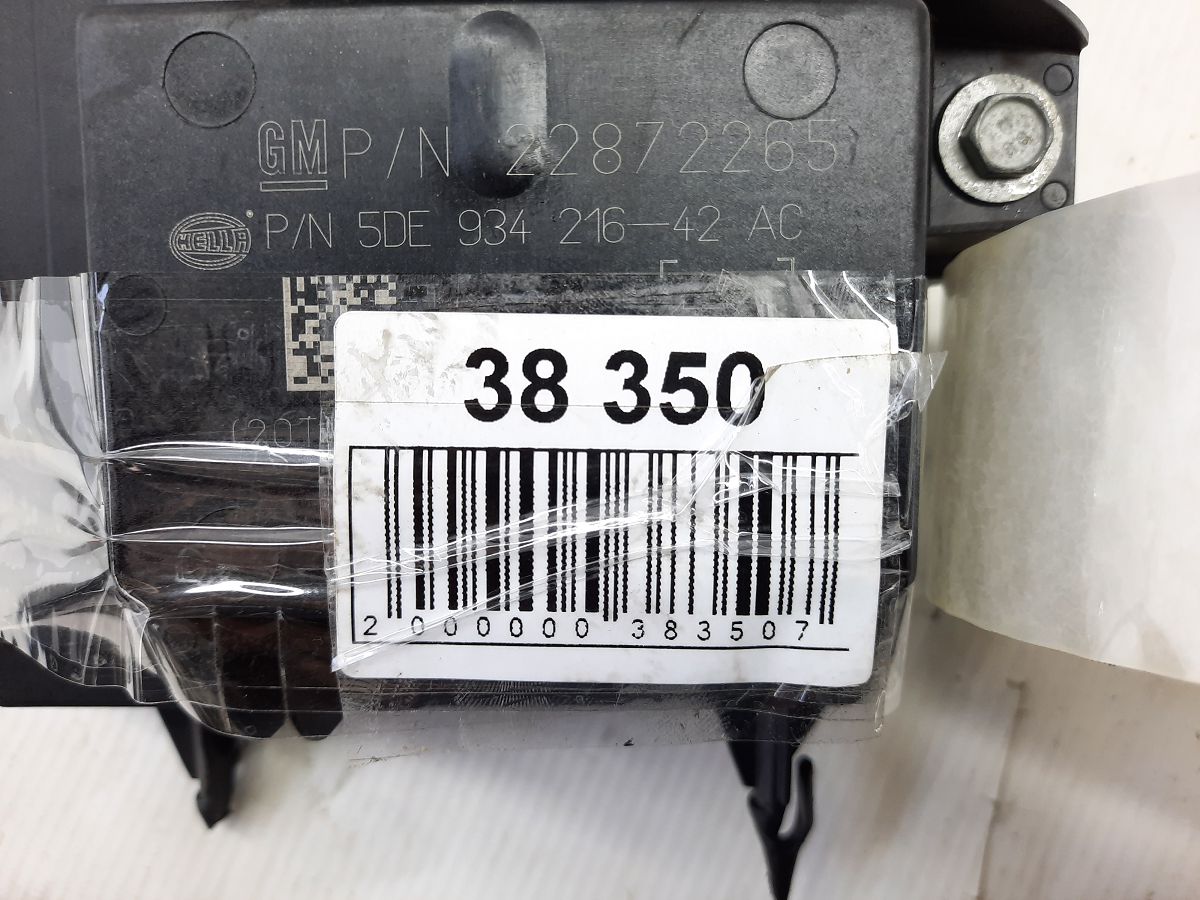 GM P/N 22872265
HELLA ® P/N 5DE 934 216-42 AC
38 350
2 000000 383507